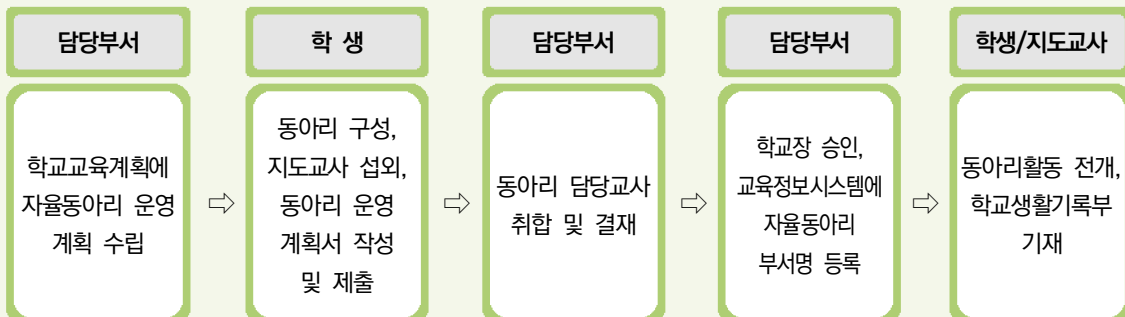 담당부서
학교교육계획에
자율동아리 운영
계획 수립
⇨
학 생
동아리 구성,
지도교사 섭외,
동아리 운영
계획서 작성
및 제출
⇨
담당부서
동아리 담당교사
취합 및 결재
⇨
담당부서
학교장 승인,
교육정보시스템에
자율동아리
부서명 등록
⇨
학생/지도교사
동아리활동 전개,
학교생활기록부
기재